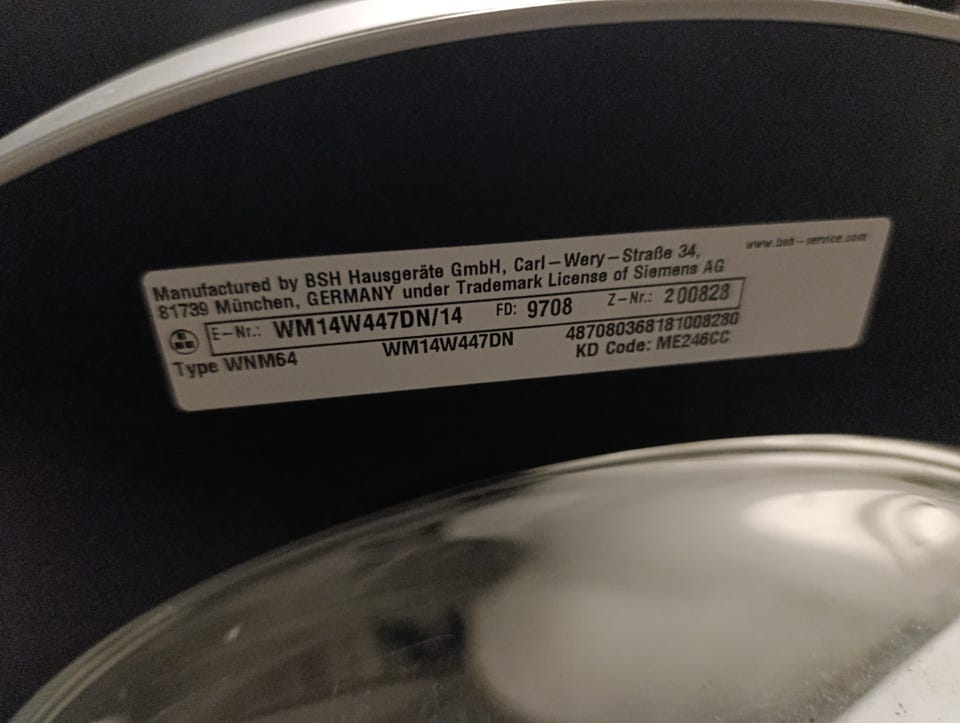 www.bsh-service.com
Manufactured by BSH Hausgeräte GmbH, Carl-Wery-Straße 34,
81739 München, GERMANY under Trademark License of Siemens AG
E-Nr.: WM14W447DN/14 FD: 9708 Z-Nr.: 200828
Type WNM64 WM14W447DN 487080368181008280
KD Code: ME246CC